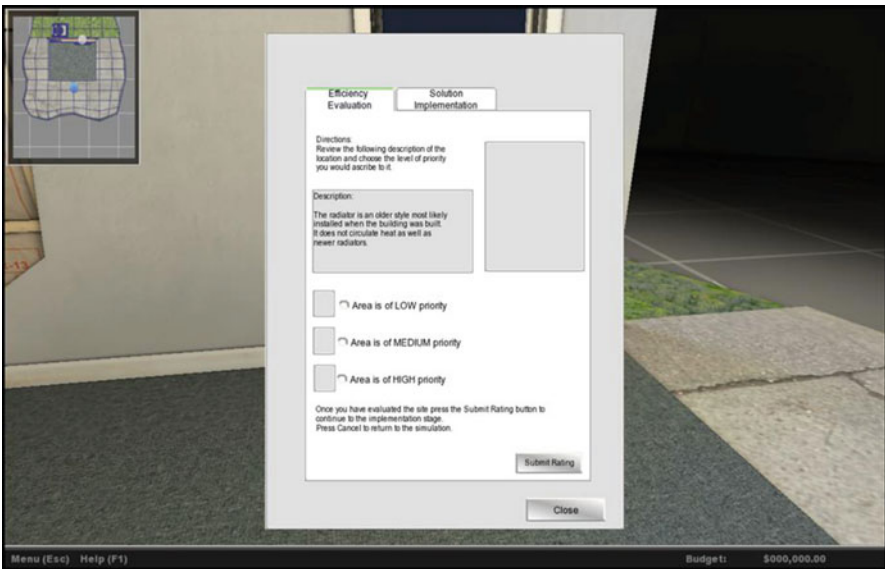 Efficiency
Evaluation
Solution
Implementation
Directions:
Review the following description of the
location and choose the level of priority
you would ascribe to it.
Description:
The radiator is an older style most likely
installed when the building was built.
It does not circulate heat as well as
newer radiators.
Area is of LOW priority
Area is of MEDIUM priority
Area is of HIGH priority
Once you have evaluated the site press the Submit Rating button to
continue to the implementation stage.
Press Cancel to return to the simulation.
Submit Rating
Close
-13
Menu (Esc) Help (F1)
Budget: $000,000.00